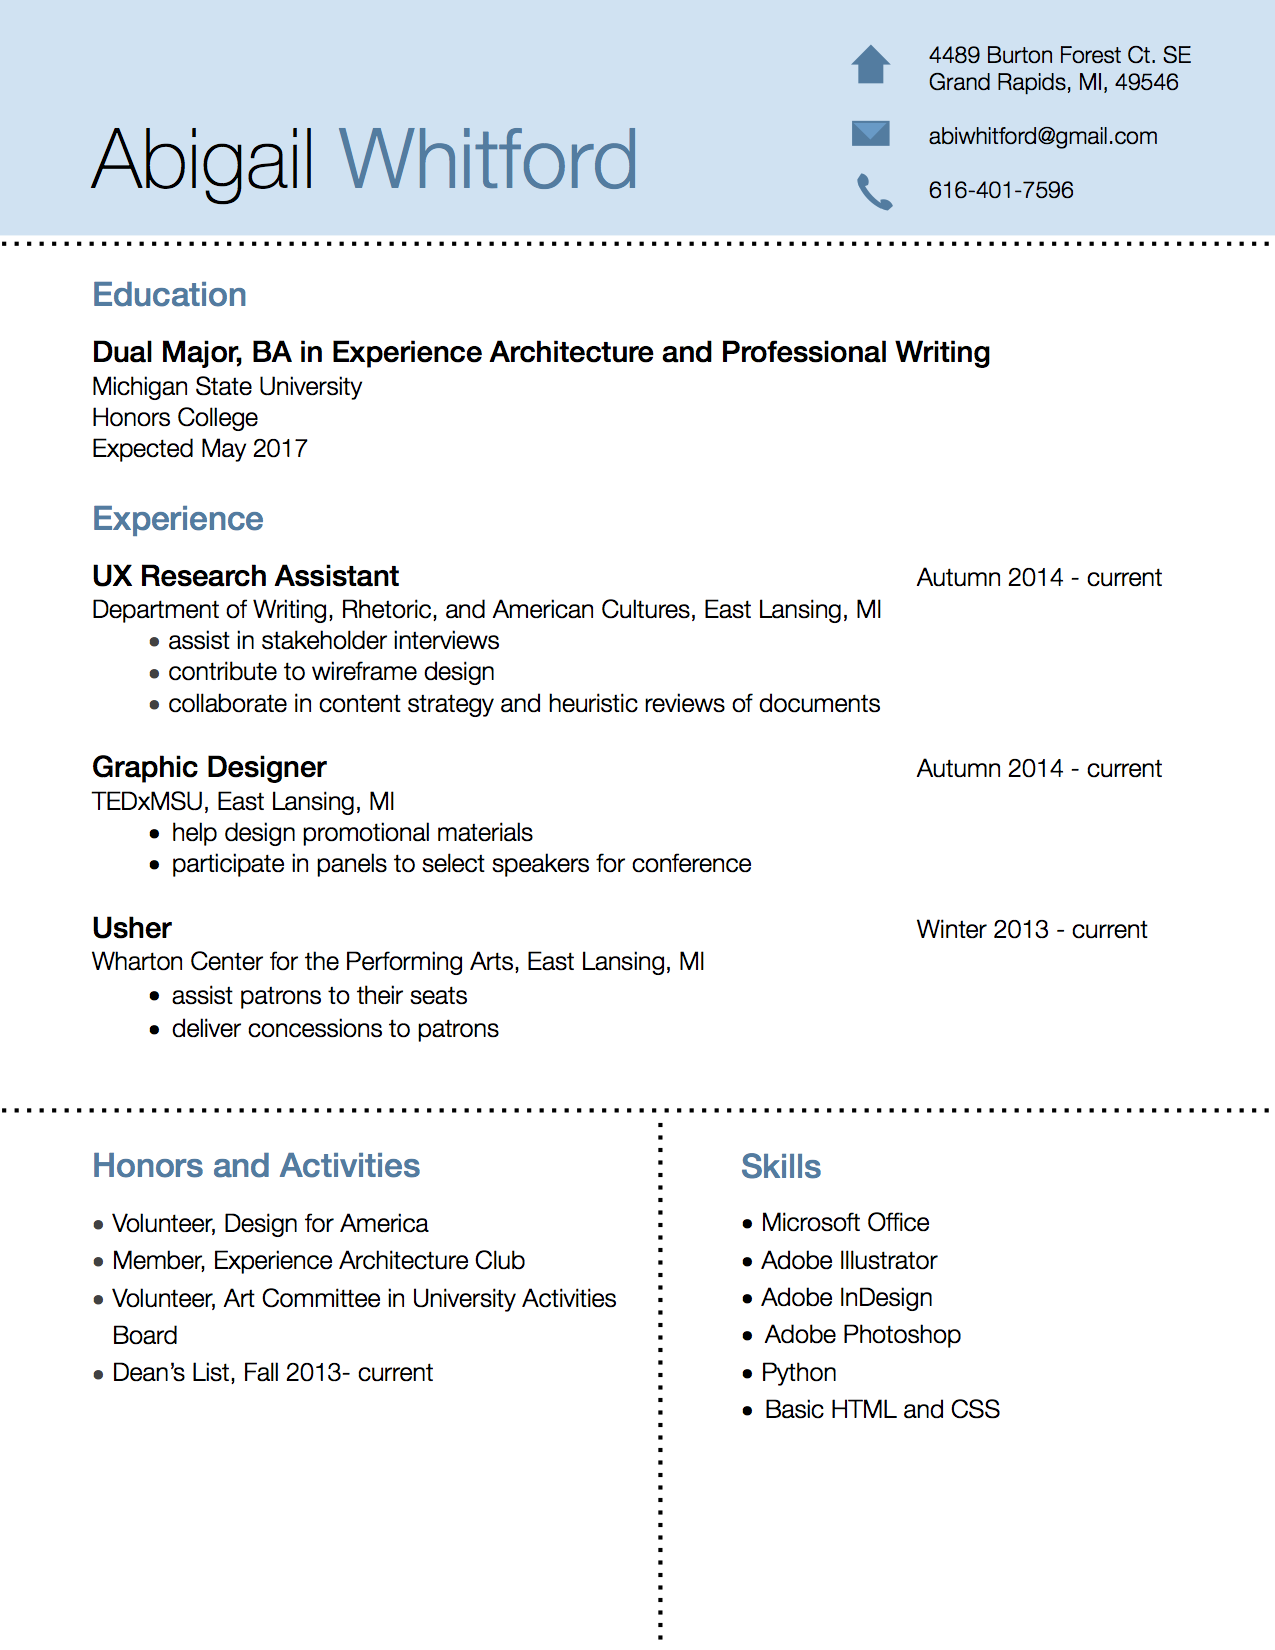 Abigail Whitford
4489 Burton Forest Ct. SE
Grand Rapids, MI, 49546
abiwhitford@gmail.com
616-401-7596
Education
Dual Major, BA in Experience Architecture and Professional Writing
Michigan State University
Honors College
Expected May 2017
Experience
UX Research Assistant Autumn 2014 - current
Department of Writing, Rhetoric, and American Cultures, East Lansing, MI
• assist in stakeholder interviews
• contribute to wireframe design
• collaborate in content strategy and heuristic reviews of documents
Graphic Designer Autumn 2014 - current
TEDxMSU, East Lansing, MI
• help design promotional materials
• participate in panels to select speakers for conference
Usher Winter 2013 - current
Wharton Center for the Performing Arts, East Lansing, MI
• assist patrons to their seats
• deliver concessions to patrons
Honors and Activities
• Volunteer, Design for America
• Member, Experience Architecture Club
• Volunteer, Art Committee in University Activities
Board
• Dean’s List, Fall 2013- current
Skills
• Microsoft Office
• Adobe Illustrator
• Adobe InDesign
• Adobe Photoshop
• Python
• Basic HTML and CSS